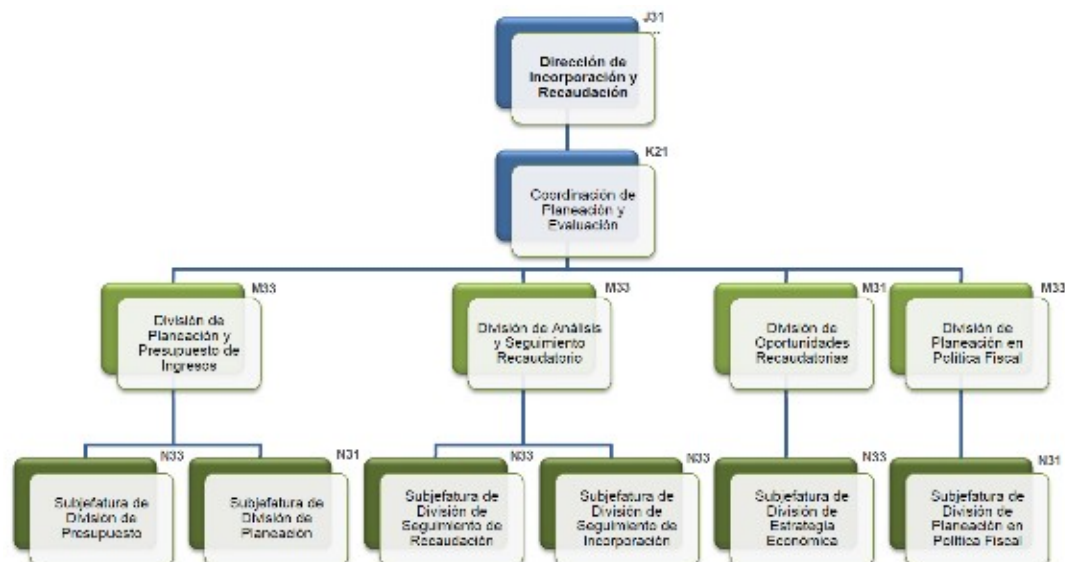 J31
Dirección de
Incorporación y
Recaudación
K21
Coordinación de
Planeación y
Evaluación
M33
División de
Planeación y
Presupuesto de
Ingresos
M33
División de Análisis
y Seguimiento
Recaudatorio
M31
División de
Oportunidades
Recaudatorias
M33
División de
Planeación en
Política Fiscal
N33
Subjefatura de
División de
Presupuesto
N31
Subjefatura de
División de
Planeación
N33
Subjefatura de
División de
Seguimiento de
Recaudación
N33
Subjefatura de
División de
Seguimiento de
Incorporación
N33
Subjefatura de
División de
Estrategia
Económica
N31
Subjefatura de
División de
Planeación en
Política Fiscal